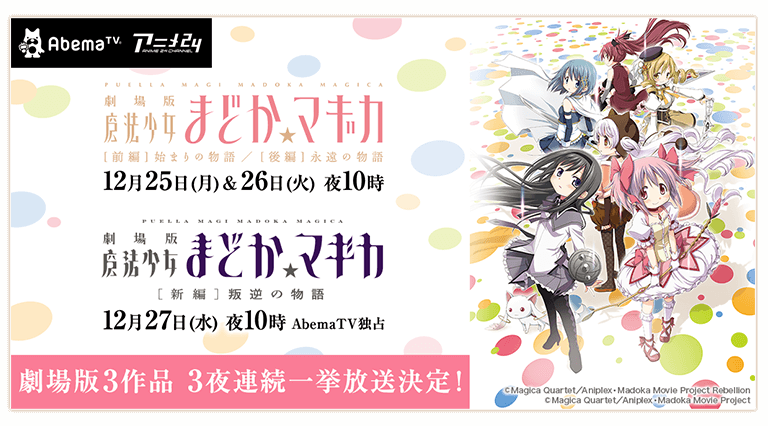 AbemaTV
アニメ24
ANIME 24 CHANNEL
PUELLA MAGI MADOKA MAGICA
劇場版
魔法少女まどか★マギカ
[前編]始まりの物語/[後編]永遠の物語
12月25日(月)&26日(火) 夜10時
PUELLA MAGI MADOKA MAGICA
劇場版
魔法少女まどか★マギカ
[新編]叛逆の物語
12月27日(水) 夜10時 AbemaTV独占
劇場版3作品 3夜連続一挙放送決定!
©Magica Quartet/Aniplex・Madoka Movie Project Rebellion
©Magica Quartet/Aniplex・Madoka Movie Project